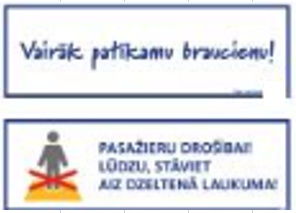 Vairāk patīkamu braucienu!
PASAŽIERU DROŠĪBAI!
LŪDZU, STĀVIET
AIZ DZELTENĀ LAUKUMA!